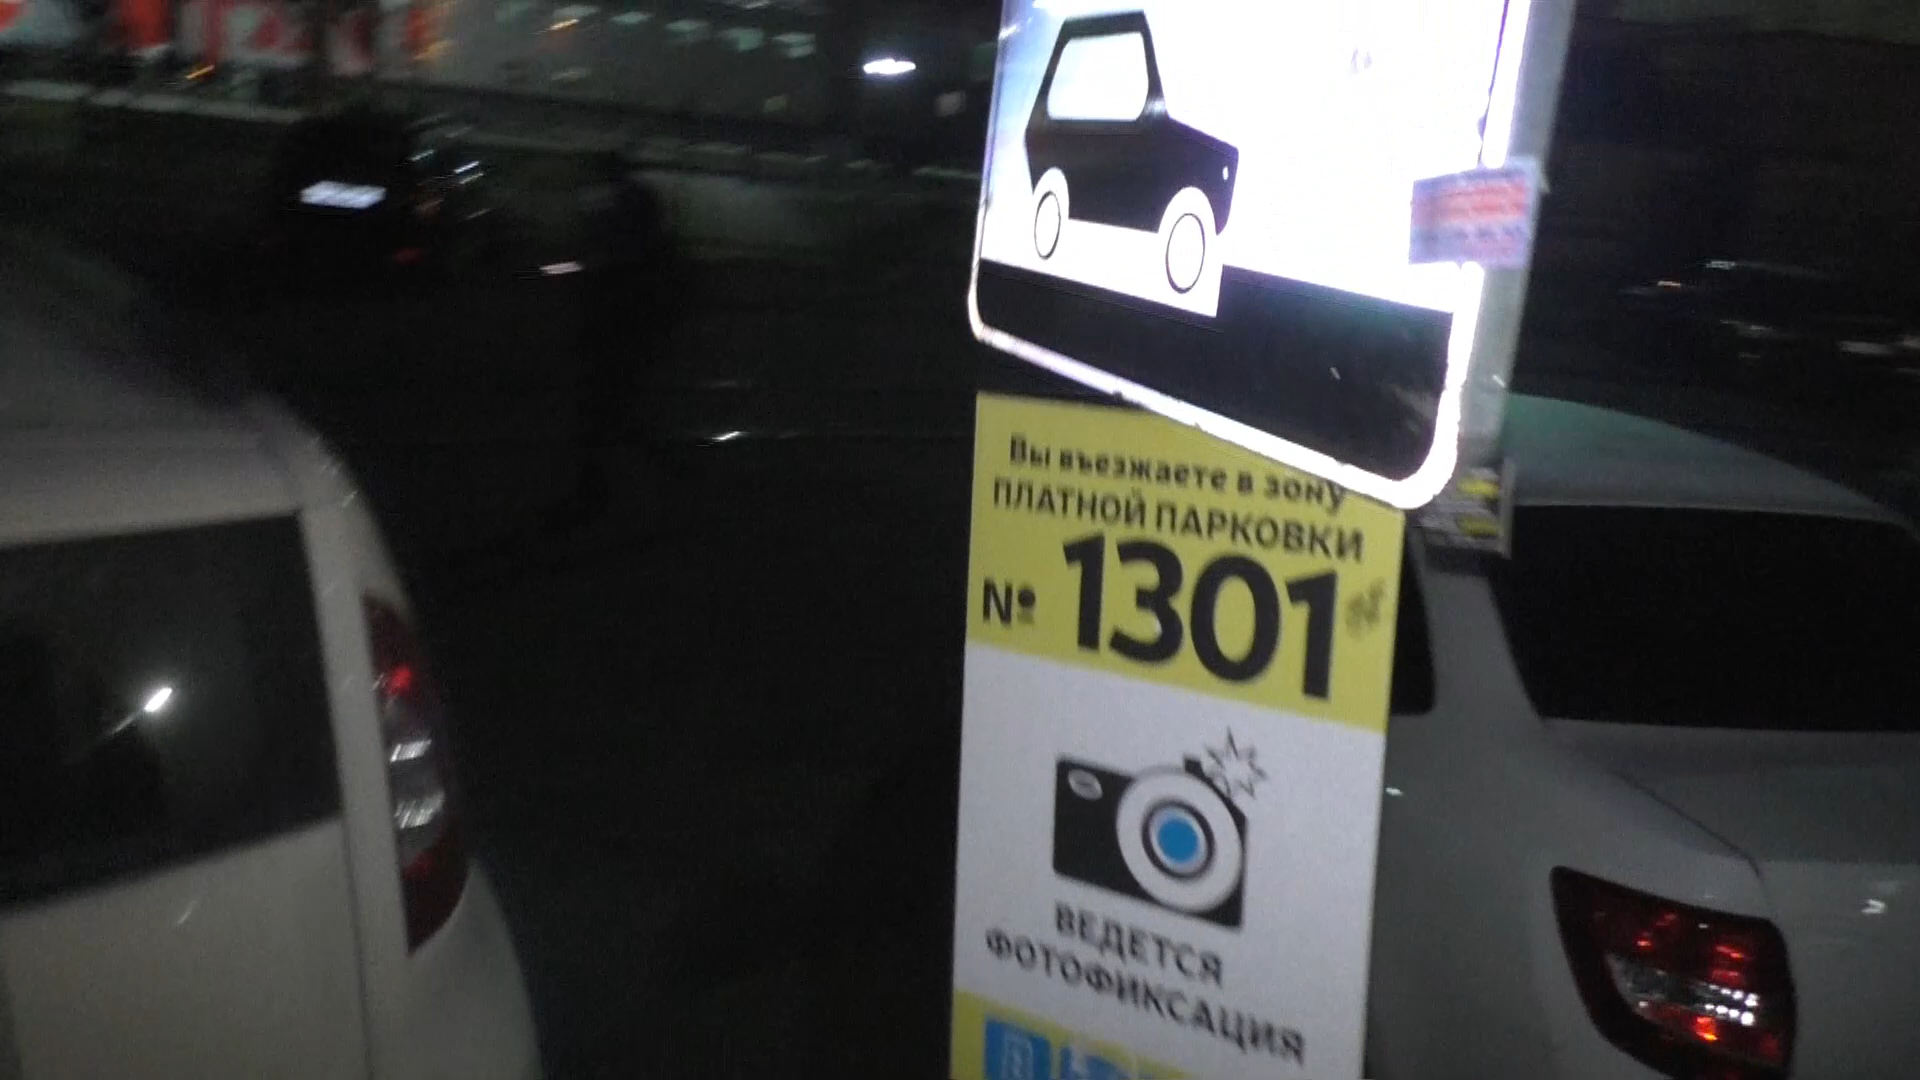 Вы въезжаете в зону
ПЛАТНОЙ ПАРКОВКИ
№ 1301
ВЕДЕТСЯ
ФОТОФИКСАЦИЯ